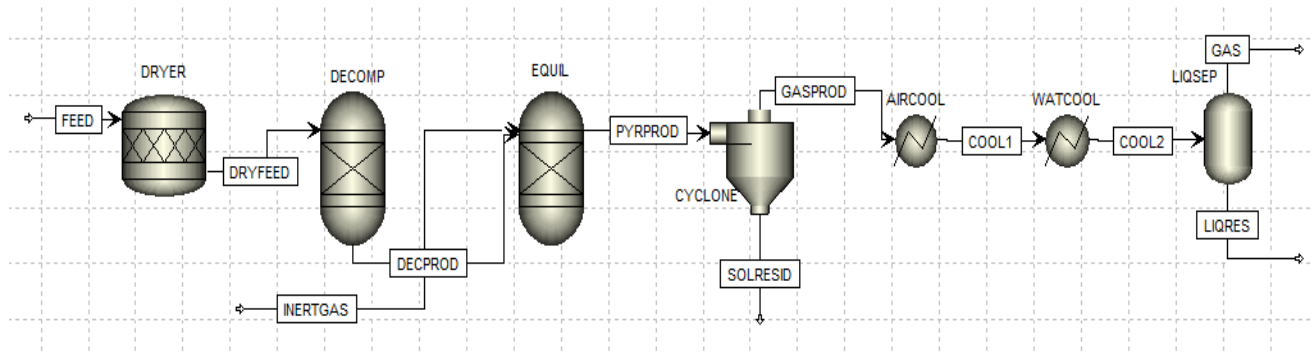 DRYER
FEED
DRYFEED
DECOMP
DECPROD
INERTGAS
EQUIL
PYRPROD
CYCLONE
SOLRESID
GASPROD
AIRCOOL
COOL1
WATCOOL
COOL2
LIQSEP
GAS
LIQRES